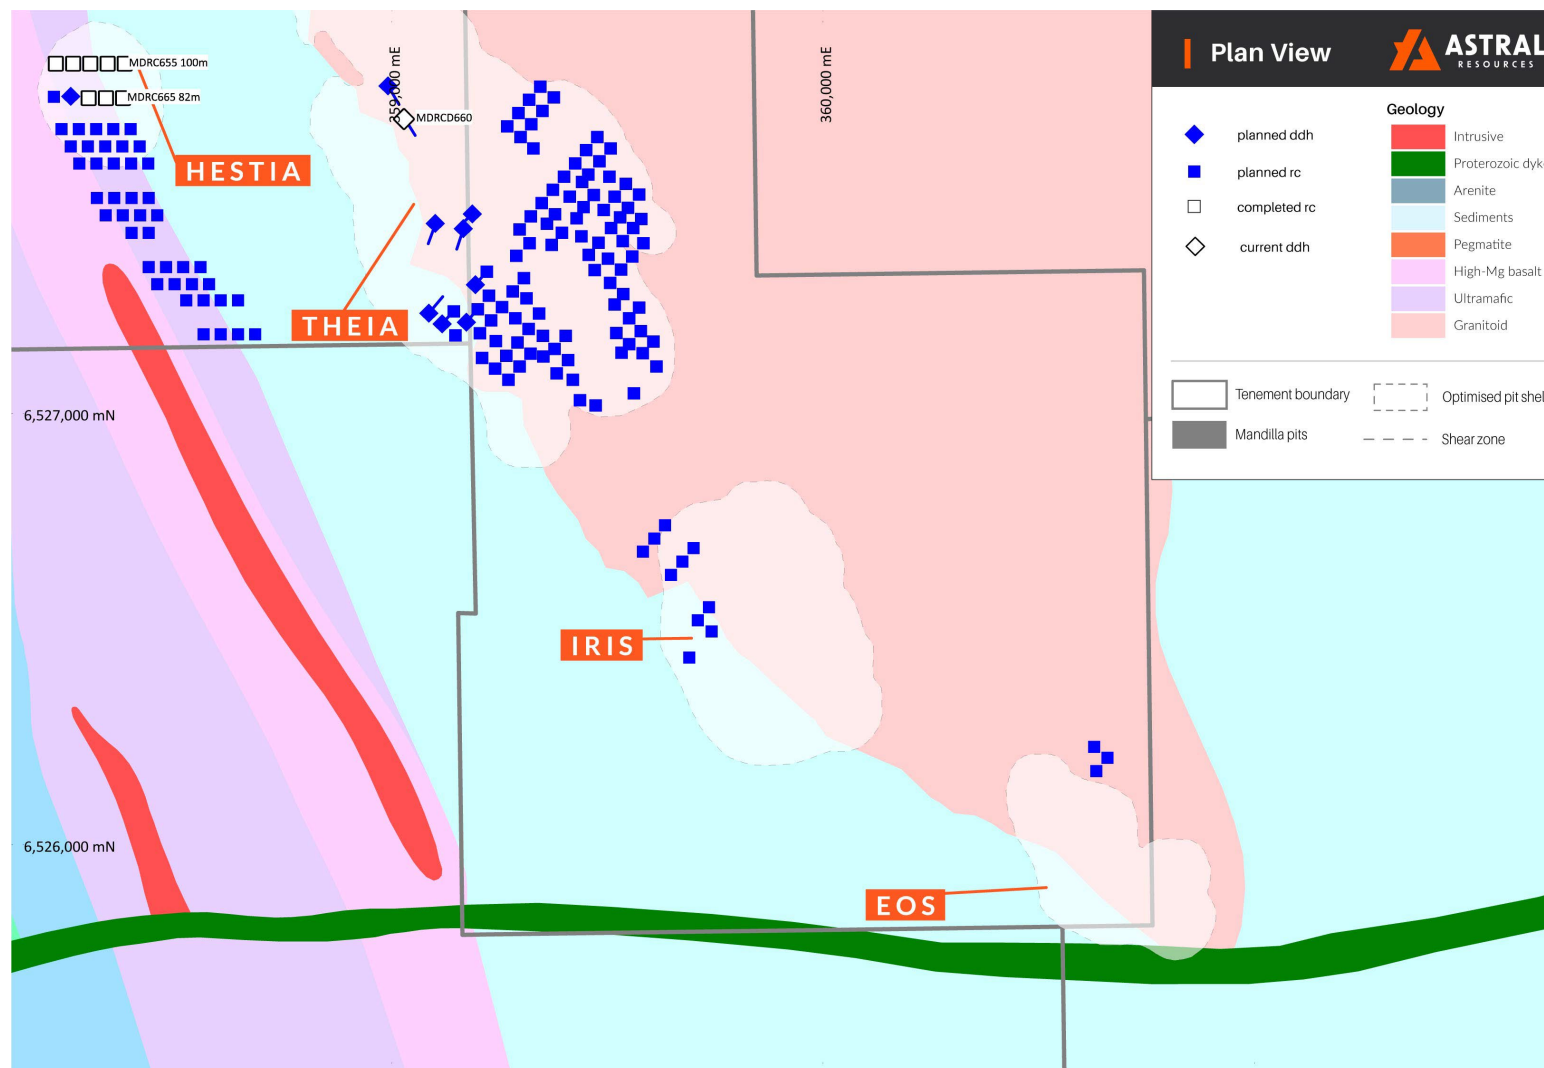 Plan View
ASTRAL
RESOURCES
Geology
planned ddh
planned rc
completed rc
current ddh
Intrusive
Proterozoic dyk
Arenite
Sediments
Pegmatite
High-Mg basalt
Ultramafic
Granitoid
Tenement boundary
Optimised pit shel
Mandilla pits
Shear zone
359,000 mE
360,000 mE
MDRC655 100m
MDRC665 82m
MDRCD660
HESTIA
THEIA
6,527,000 mN
IRIS
6,526,000 mN
EOS